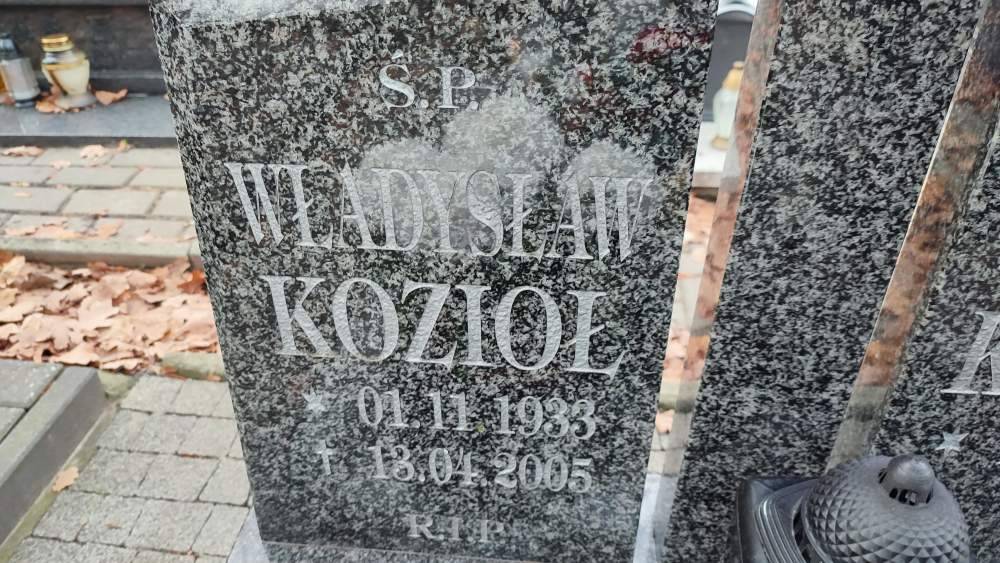 Ś.P.
WŁADYSŁAW
KOZIOŁ
* 01.11.1933
† 13.04.2005
R.I.P.
K
*